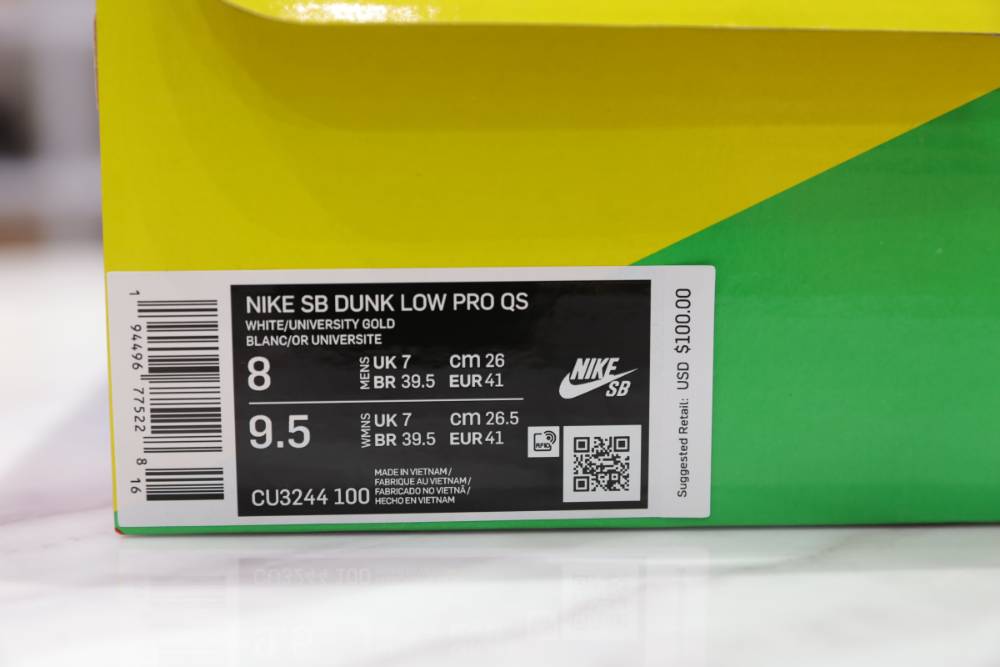 NIKE SB DUNK LOW PRO QS
WHITE/UNIVERSITY GOLD
BLANC/OR UNIVERSITE
8 MENS UK 7 cm 26
BR 39.5 EUR 41
9.5 WMNS UK 7 cm 26.5
BR 39.5 EUR 41
CU3244 100
MADE IN VIETNAM /
FABRIQUE AU VIETNAM /
FABRICADO NO VIETNÃ /
HECHO EN VIETNAM
RFID
NIKE
SB
1 94496 77522 8 16
Suggested Retail: USD $100.00